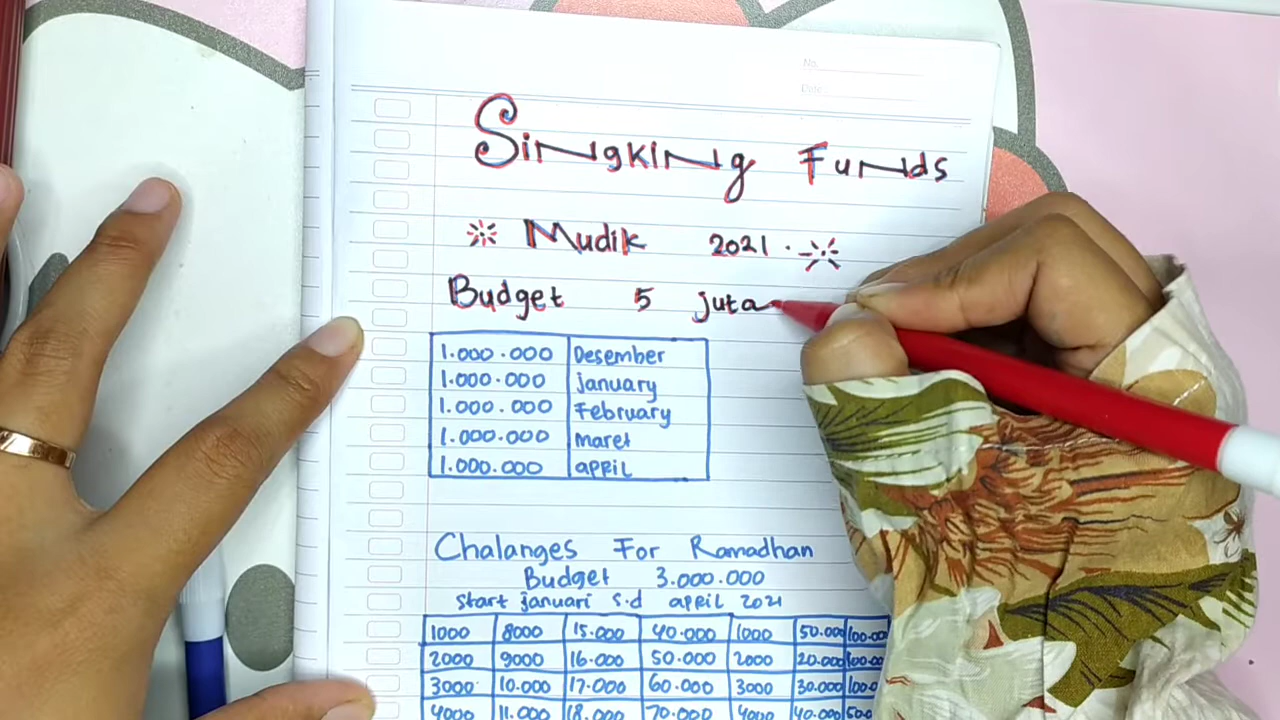 No.
Date.
Singking Funds
Mudik 2021.
Budget 5 juta
1.000.000 Desember
1.000.000 january
1.000.000 February
1.000.000 maret
1.000.000 april
Chalanges For Ramadhan
Budget 3.000.000
start januari s.d april 2021
1000 8000 15.000 40.000 1000 50.000
2000 9000 16.000 50.000 2000 20.000
3000 10.000 17.000 60.000 3000 30.000
4000 11.000 18.000 70.000 4000 40.000